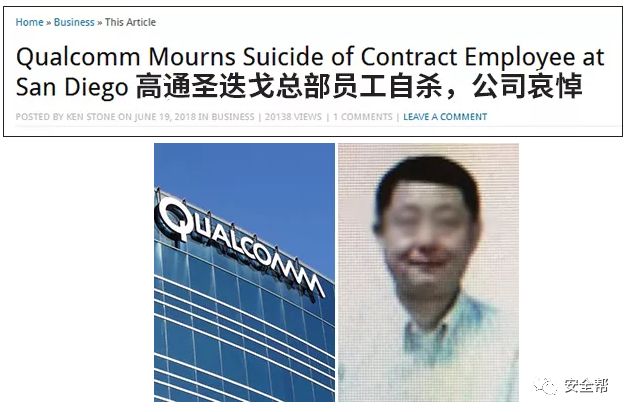 Home » Business » This Article
Qualcomm Mourns Suicide of Contract Employee at
San Diego 高通圣迭戈总部员工自杀，公司哀悼
POSTED BY KEN STONE ON JUNE 19, 2018 IN BUSINESS | 20138 VIEWS | 1 COMMENTS | LEAVE A COMMENT
QUALCOMM
安全帮